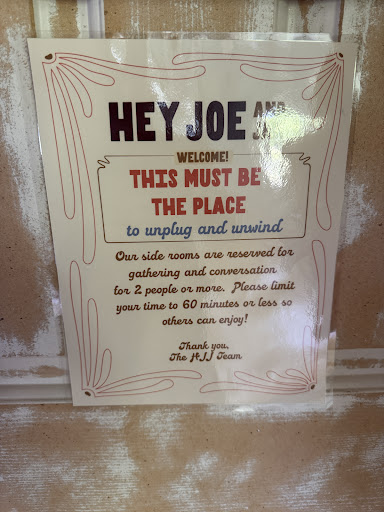 HEY JOE AND
WELCOME!
THIS MUST BE
THE PLACE
to unplug and unwind
Our side rooms are reserved for
gathering and conversation
for 2 people or more. Please limit
your time to 60 minutes or less so
others can enjoy!
Thank you,
The HJJ Team